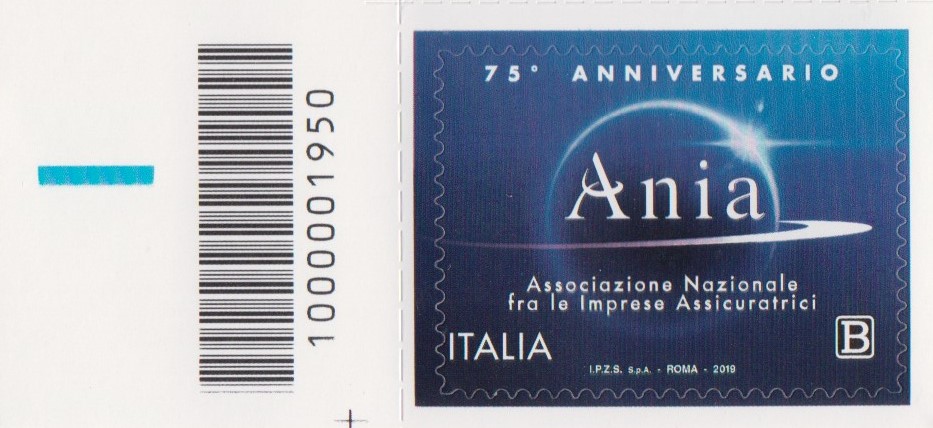 1000001950
75° ANNIVERSARIO
Ania
Associazione Nazionale
fra le Imprese Assicuratrici
ITALIA
B
I.P.Z.S. S.p.A. - ROMA - 2019